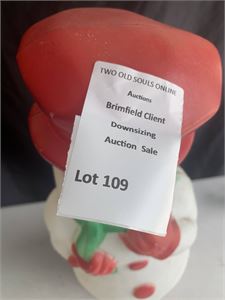 TWO OLD SOULS ONLINE
Auctions
Brimfield Client
Downsizing
Auction Sale
Lot 109